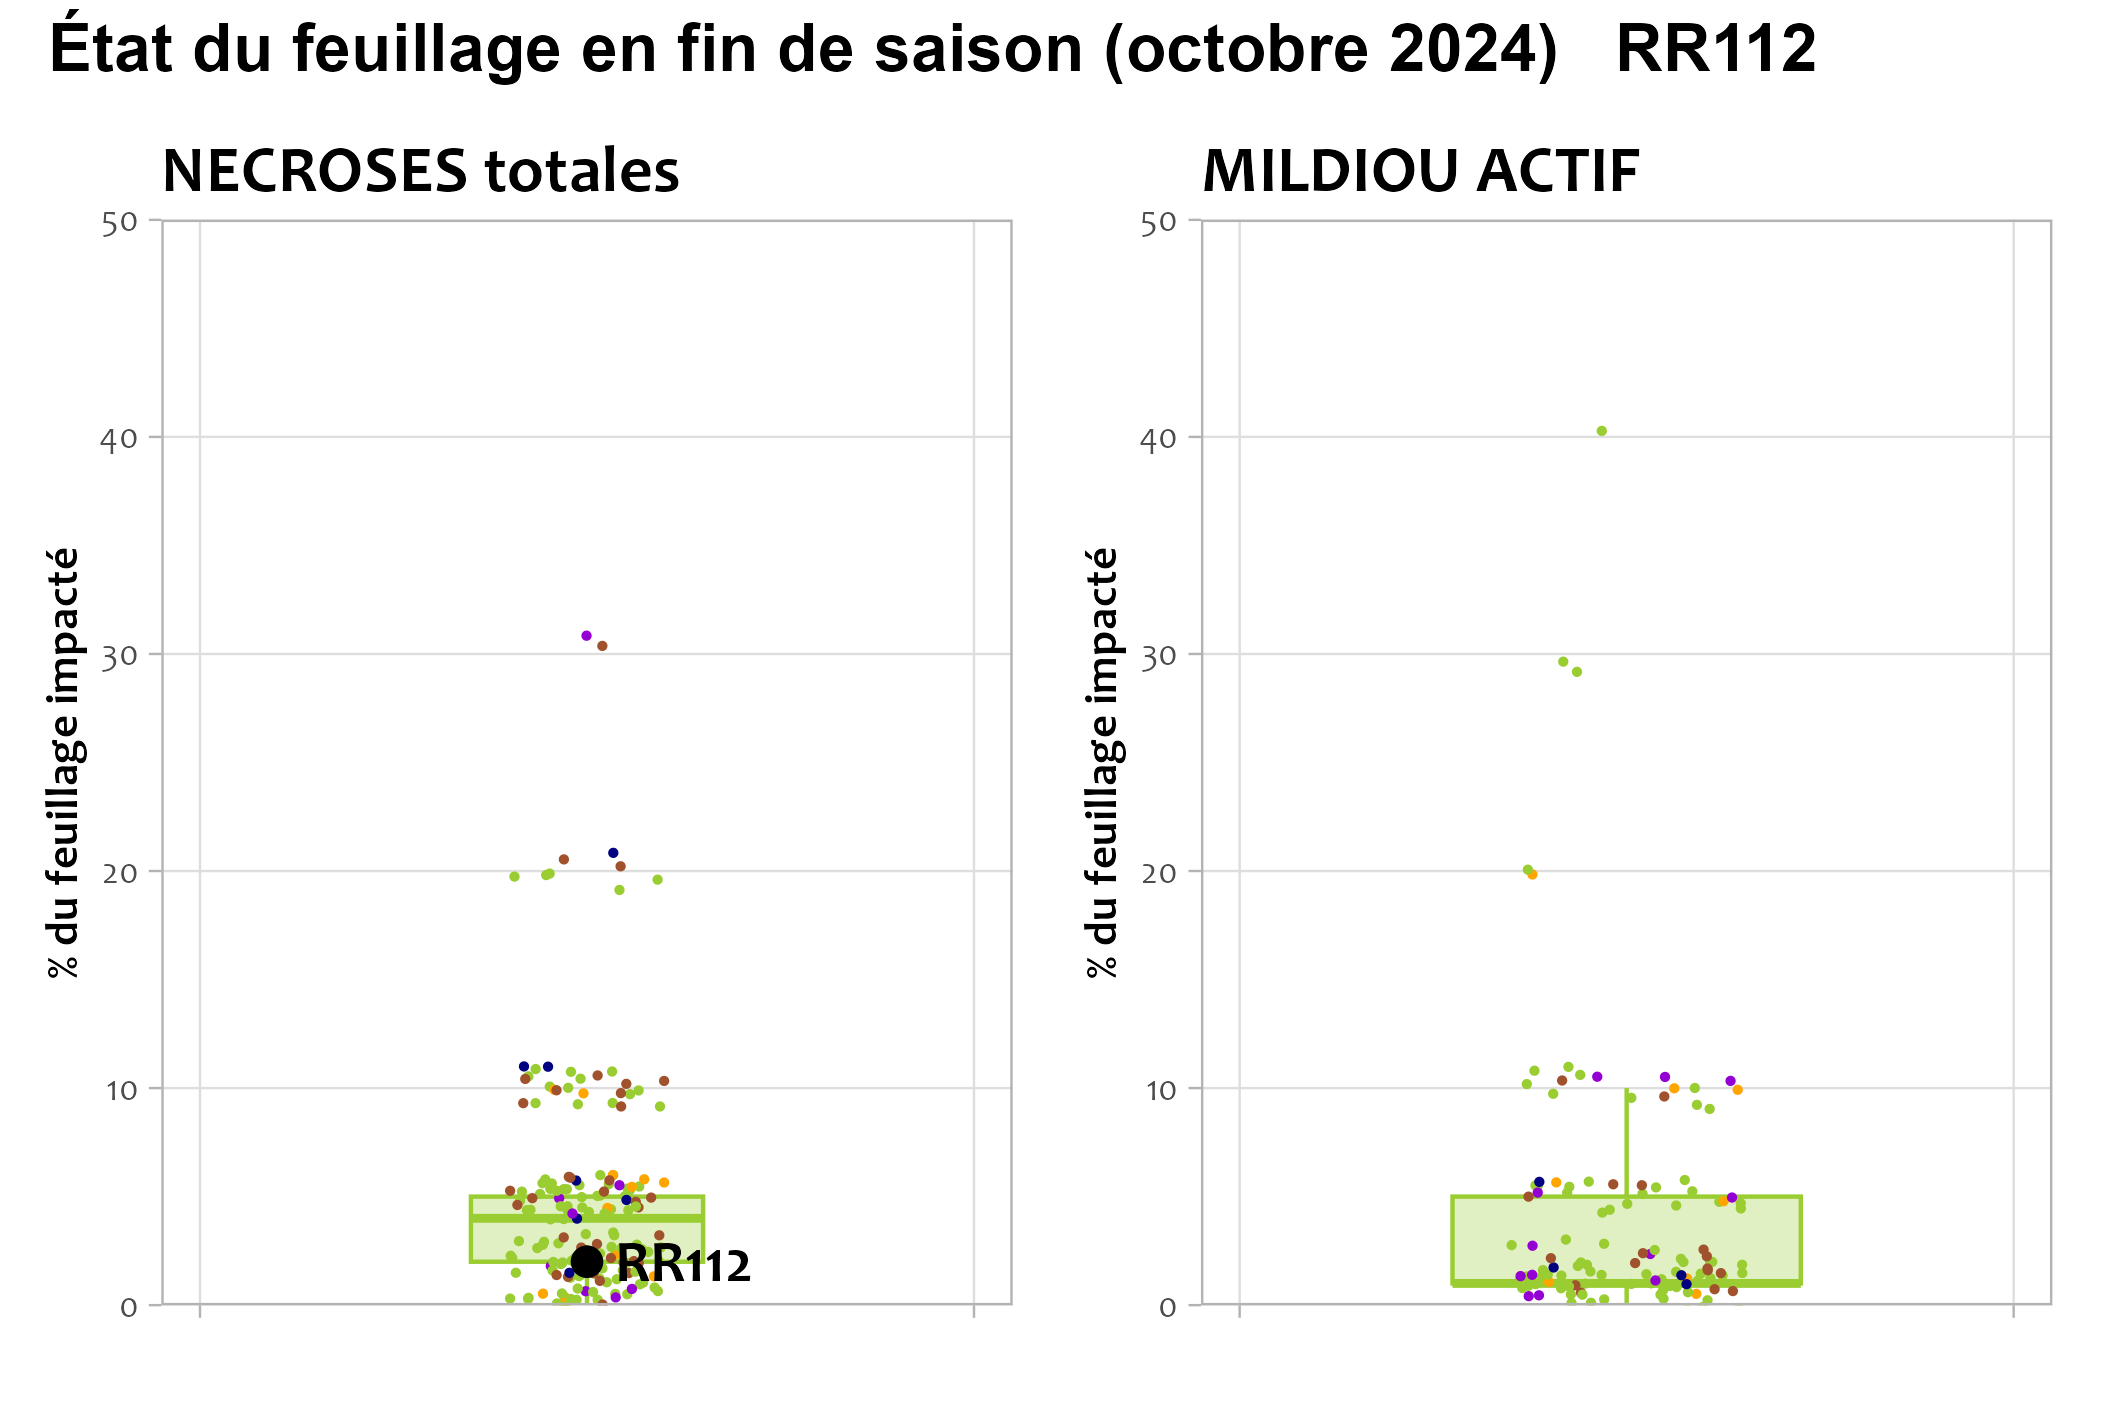 État du feuillage en fin de saison (octobre 2024) RR112
NECROSES totales
% du feuillage impacté
50
40
30
20
10
0
RR112
MILDIOU ACTIF
% du feuillage impacté
50
40
30
20
10
0